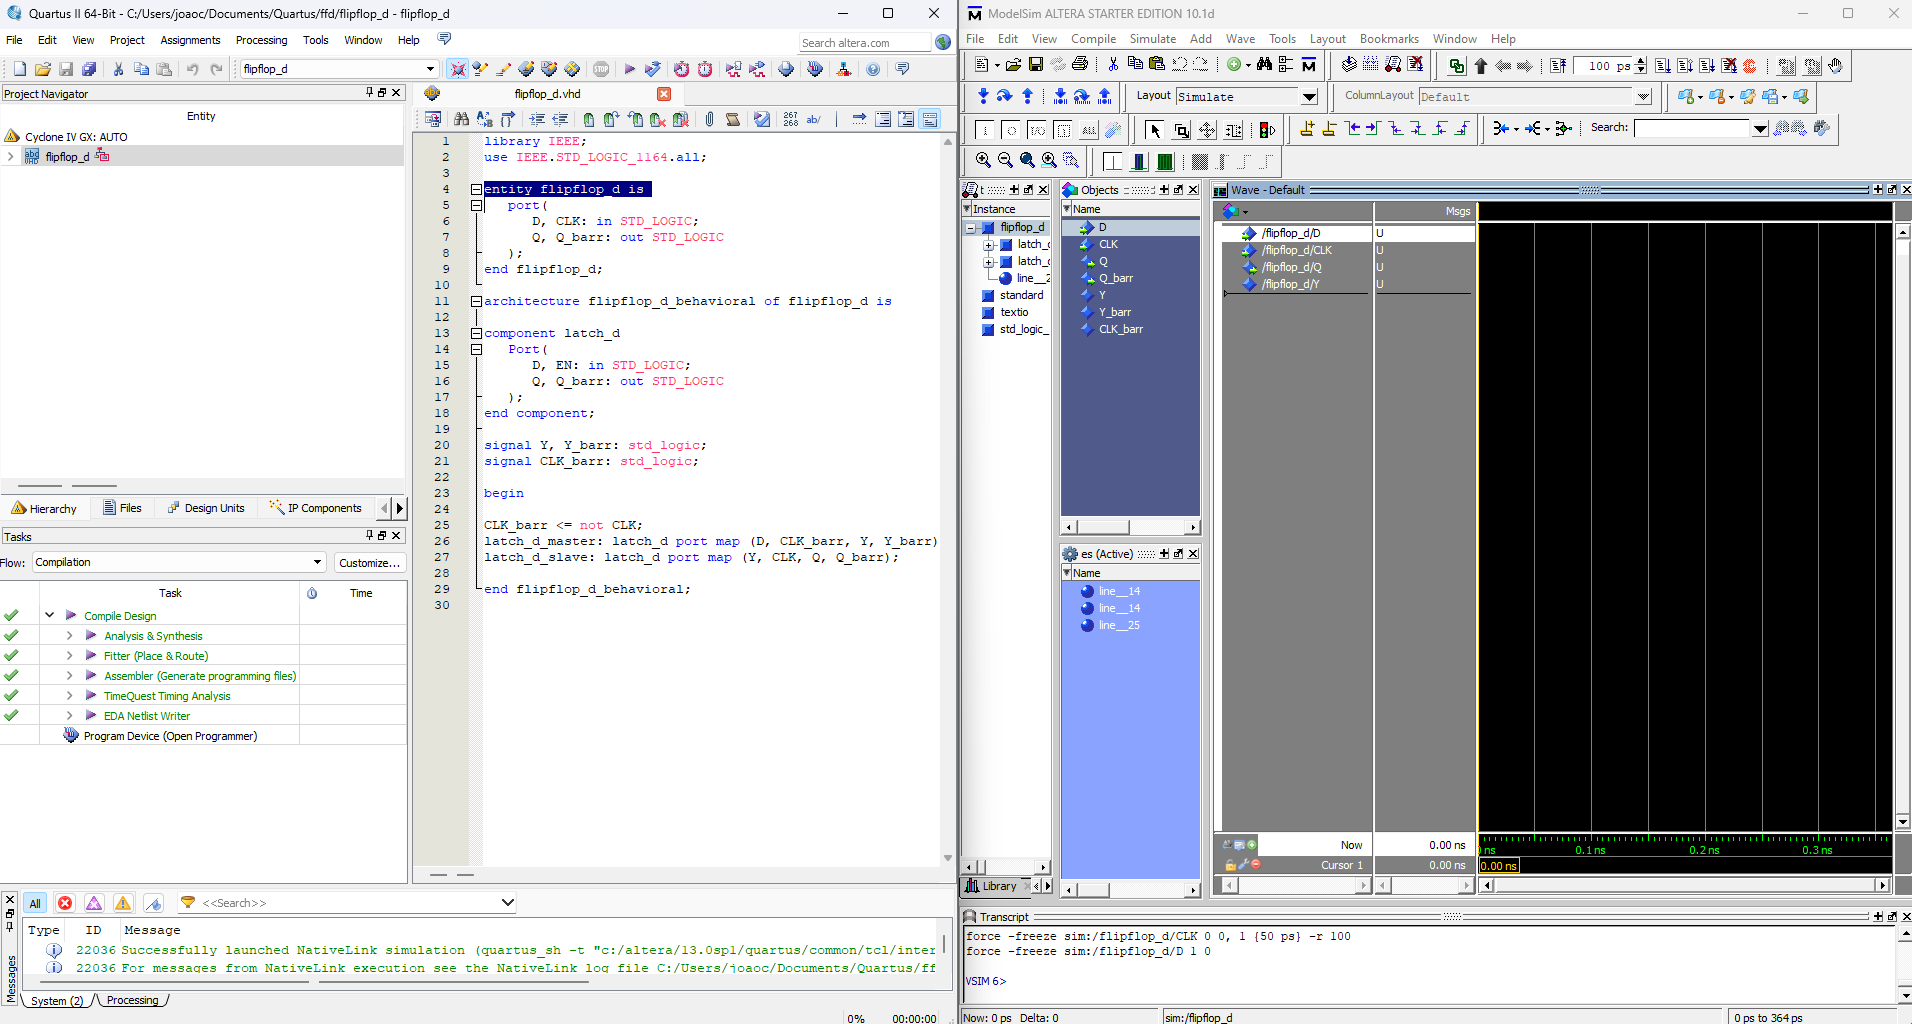 Quartus II 64-Bit - C:/Users/joaoc/Documents/Quartus/ffd/flipflop_d - flipflop_d
File Edit View Project Assignments Processing Tools Window Help
Search altera.com
flipflop_d
Project Navigator
Entity
Cyclone IV GX: AUTO
flipflop_d
Hierarchy Files Design Units IP Components
Tasks
Flow: Compilation Customize...
Task Time
Compile Design
Analysis & Synthesis
Fitter (Place & Route)
Assembler (Generate programming files)
TimeQuest Timing Analysis
EDA Netlist Writer
Program Device (Open Programmer)
flipflop_d.vhd
267
268
ab/
1 library IEEE;
2 use IEEE.STD_LOGIC_1164.all;
3
4 entity flipflop_d is
5 port(
6 D, CLK: in STD_LOGIC;
7 Q, Q_barr: out STD_LOGIC
8 );
9 end flipflop_d;
10
11 architecture flipflop_d_behavioral of flipflop_d is
12
13 component latch_d
14 Port(
15 D, EN: in STD_LOGIC;
16 Q, Q_barr: out STD_LOGIC
17 );
18 end component;
19
20 signal Y, Y_barr: std_logic;
21 signal CLK_barr: std_logic;
22
23 begin
24
25 CLK_barr <= not CLK;
26 latch_d_master: latch_d port map (D, CLK_barr, Y, Y_barr)
27 latch_d_slave: latch_d port map (Y, CLK, Q, Q_barr);
28
29 end flipflop_d_behavioral;
30
All <<Search>>
Type ID Message
22036 Successfully launched NativeLink simulation (quartus_sh -t "c:/altera/13.0sp1/quartus/common/tcl/inter
22036 For messages from NativeLink execution see the NativeLink log file C:/Users/joaoc/Documents/Quartus/ff
Messages
System (2) Processing
0% 00:00:00
ModelSim ALTERA STARTER EDITION 10.1d
File Edit View Compile Simulate Add Wave Tools Layout Bookmarks Window Help
100 ps
Layout Simulate
ColumnLayout Default
Search:
Instance
flipflop_d
latch_
latch_
line__2
standard
textio
std_logic_
Library
Objects
Name
D
CLK
Q
Q_barr
Y
Y_barr
CLK_barr
es (Active)
Name
line__14
line__14
line__25
Wave - Default
Msgs
/flipflop_d/D U
/flipflop_d/CLK U
/flipflop_d/Q U
/flipflop_d/Y U
Now 0.00 ns
Cursor 1 0.00 ns
ns 0.1 ns 0.2 ns 0.3 ns
0.00 ns
Transcript
force -freeze sim:/flipflop_d/CLK 0 0, 1 {50 ps} -r 100
force -freeze sim:/flipflop_d/D 1 0
VSIM 6>
Now: 0 ps Delta: 0 sim:/flipflop_d 0 ps to 364 ps